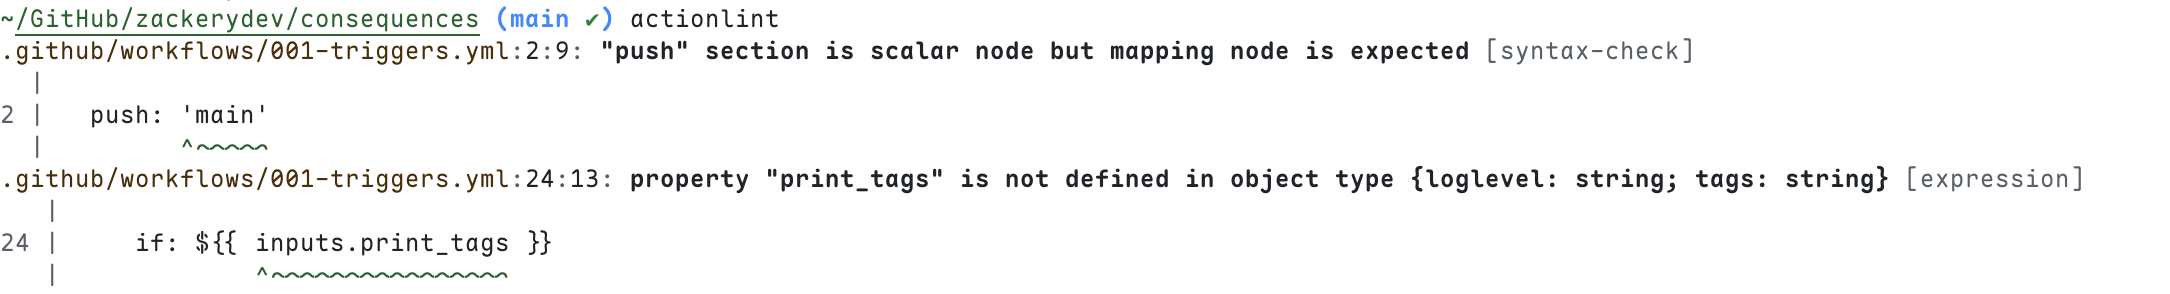 ~/GitHub/zackerydev/consequences (main ✔) actionlint
.github/workflows/001-triggers.yml:2:9: "push" section is scalar node but mapping node is expected [syntax-check]
  |
2 |   push: 'main'
  |         ^~~~~~
.github/workflows/001-triggers.yml:24:13: property "print_tags" is not defined in object type {loglevel: string; tags: string} [expression]
   |
24 |     if: ${{ inputs.print_tags }}
   |             ^~~~~~~~~~~~~~~~~